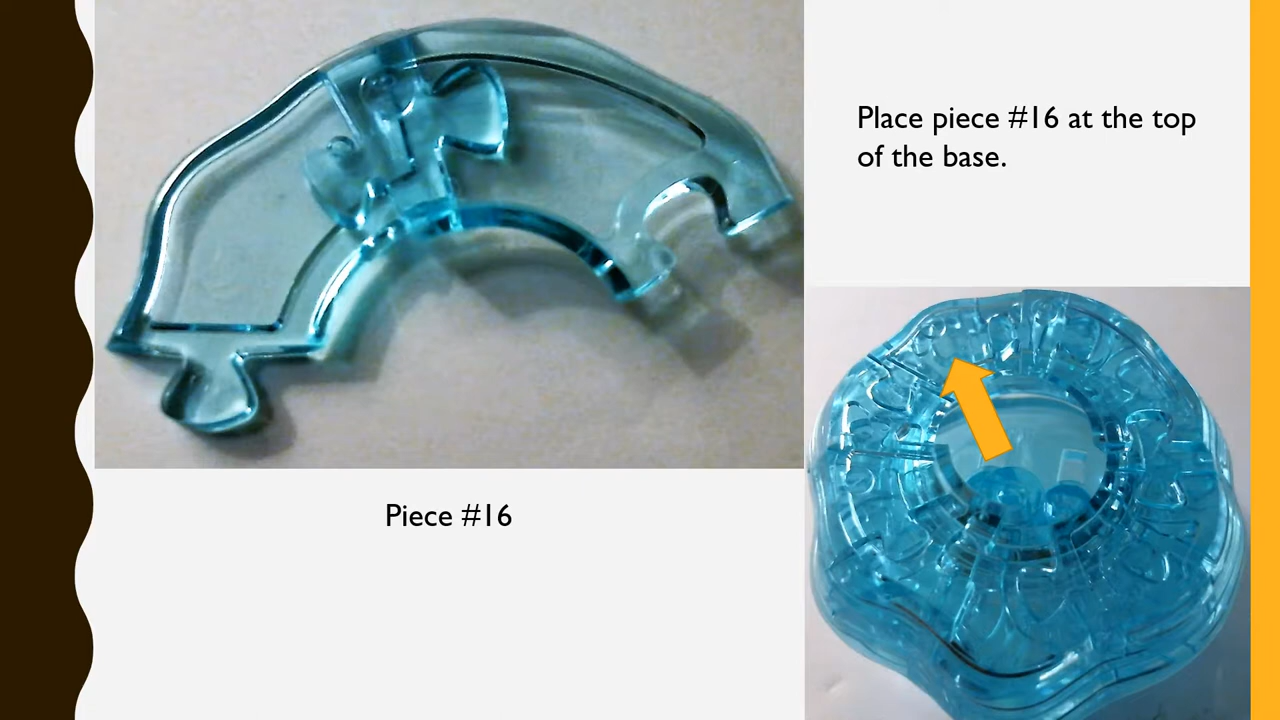 Place piece #16 at the top
of the base.
Piece #16